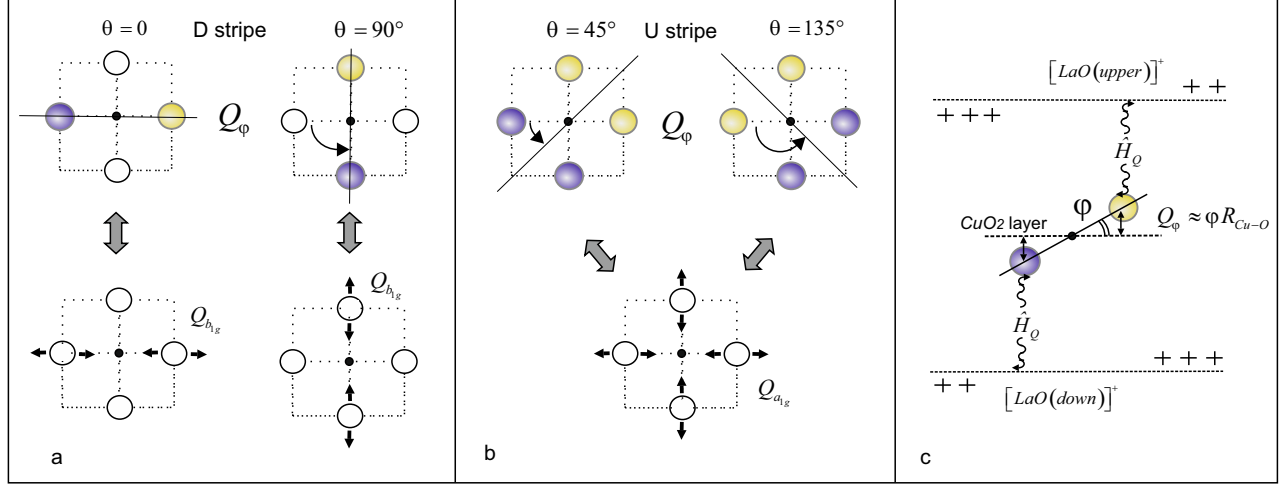 θ = 0 D stripe θ = 90°
Q_φ
Q_{b_{1g}}
Q_{b_{1g}}
a
θ = 45° U stripe θ = 135°
Q_φ
Q_{a_{1g}}
b
[LaO(upper)]^+
+ +
+ + +
Ĥ_Q
φ
CuO2 layer
Q_φ ≈ φR_{Cu−O}
Ĥ_Q
+ + +
+ +
[LaO(down)]^+
c